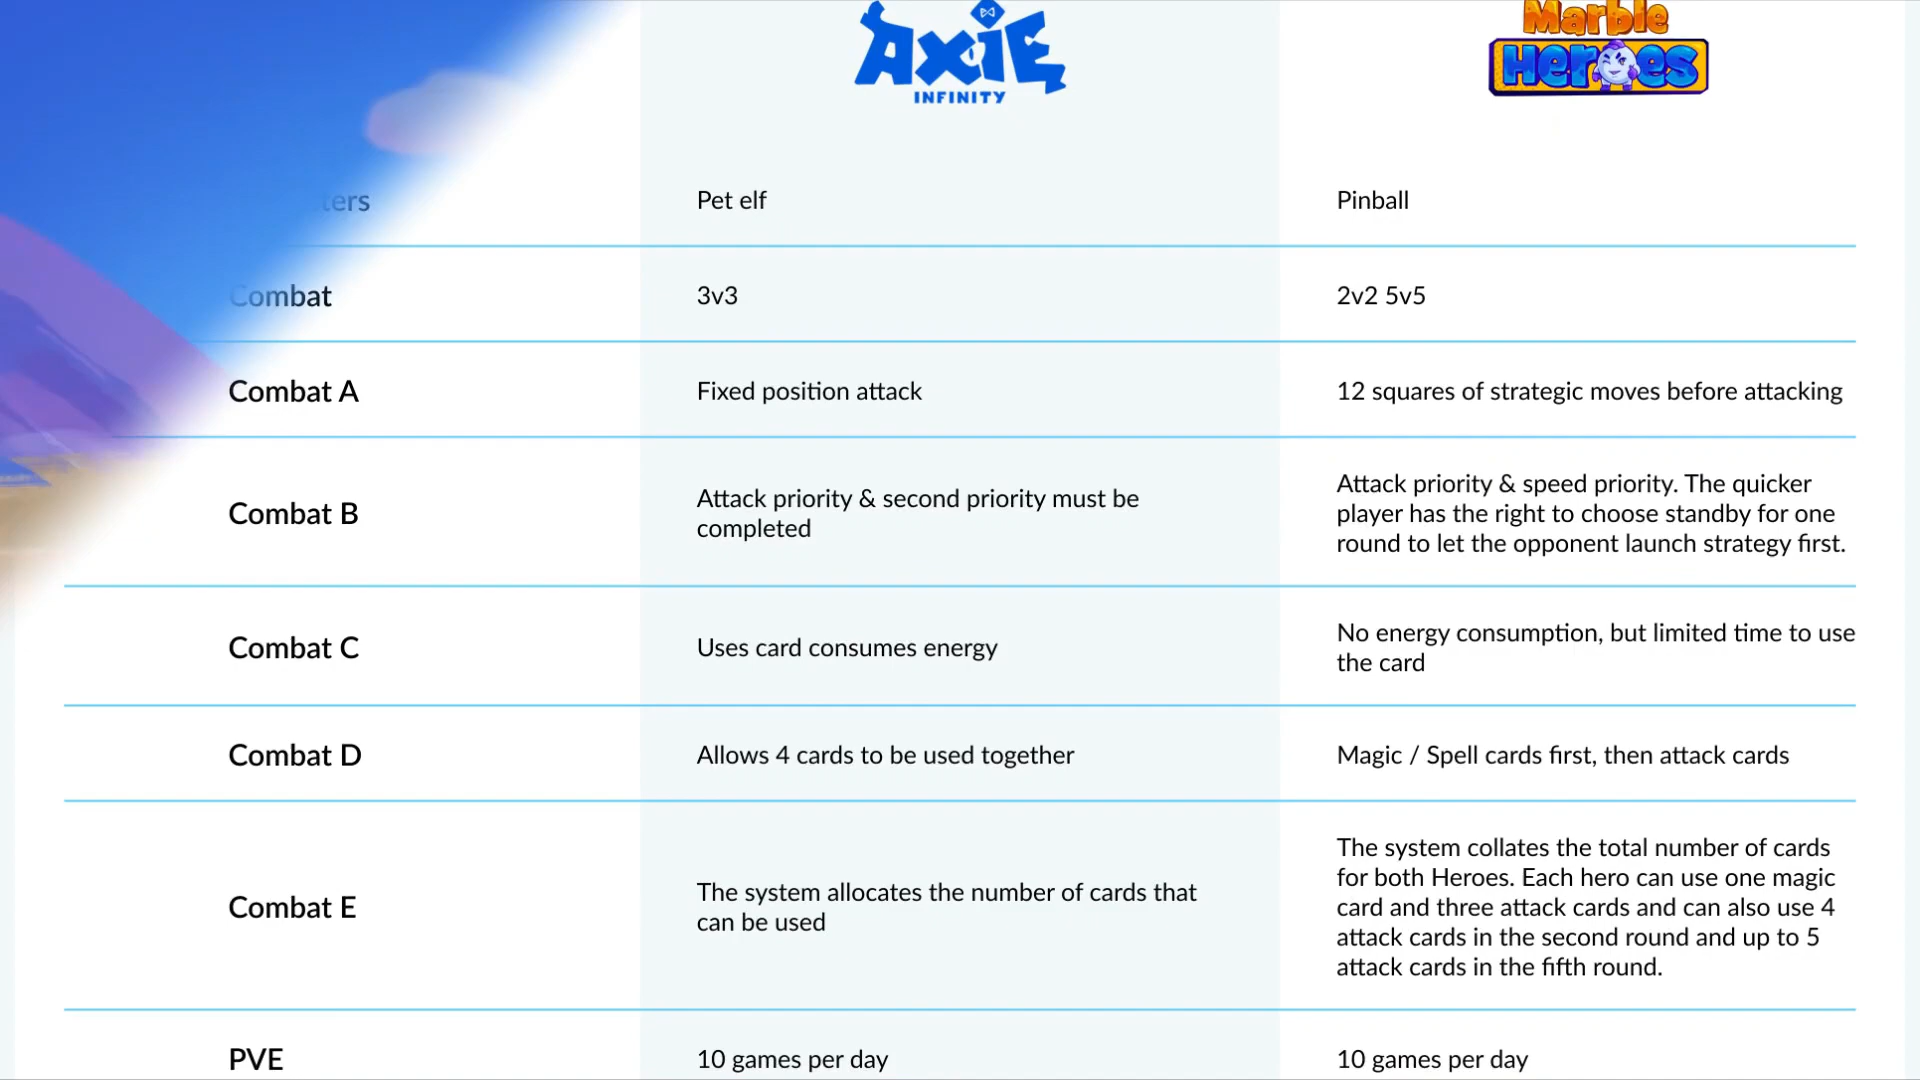 AXIE
INFINITY
Marble
Heroes
Pet elf
Pinball
Combat
3v3
2v2 5v5
Combat A
Fixed position attack
12 squares of strategic moves before attacking
Combat B
Attack priority & second priority must be
completed
Attack priority & speed priority. The quicker
player has the right to choose standby for one
round to let the opponent launch strategy first.
Combat C
Uses card consumes energy
No energy consumption, but limited time to use
the card
Combat D
Allows 4 cards to be used together
Magic / Spell cards first, then attack cards
Combat E
The system allocates the number of cards that
can be used
The system collates the total number of cards
for both Heroes. Each hero can use one magic
card and three attack cards and can also use 4
attack cards in the second round and up to 5
attack cards in the fifth round.
PVE
10 games per day
10 games per day